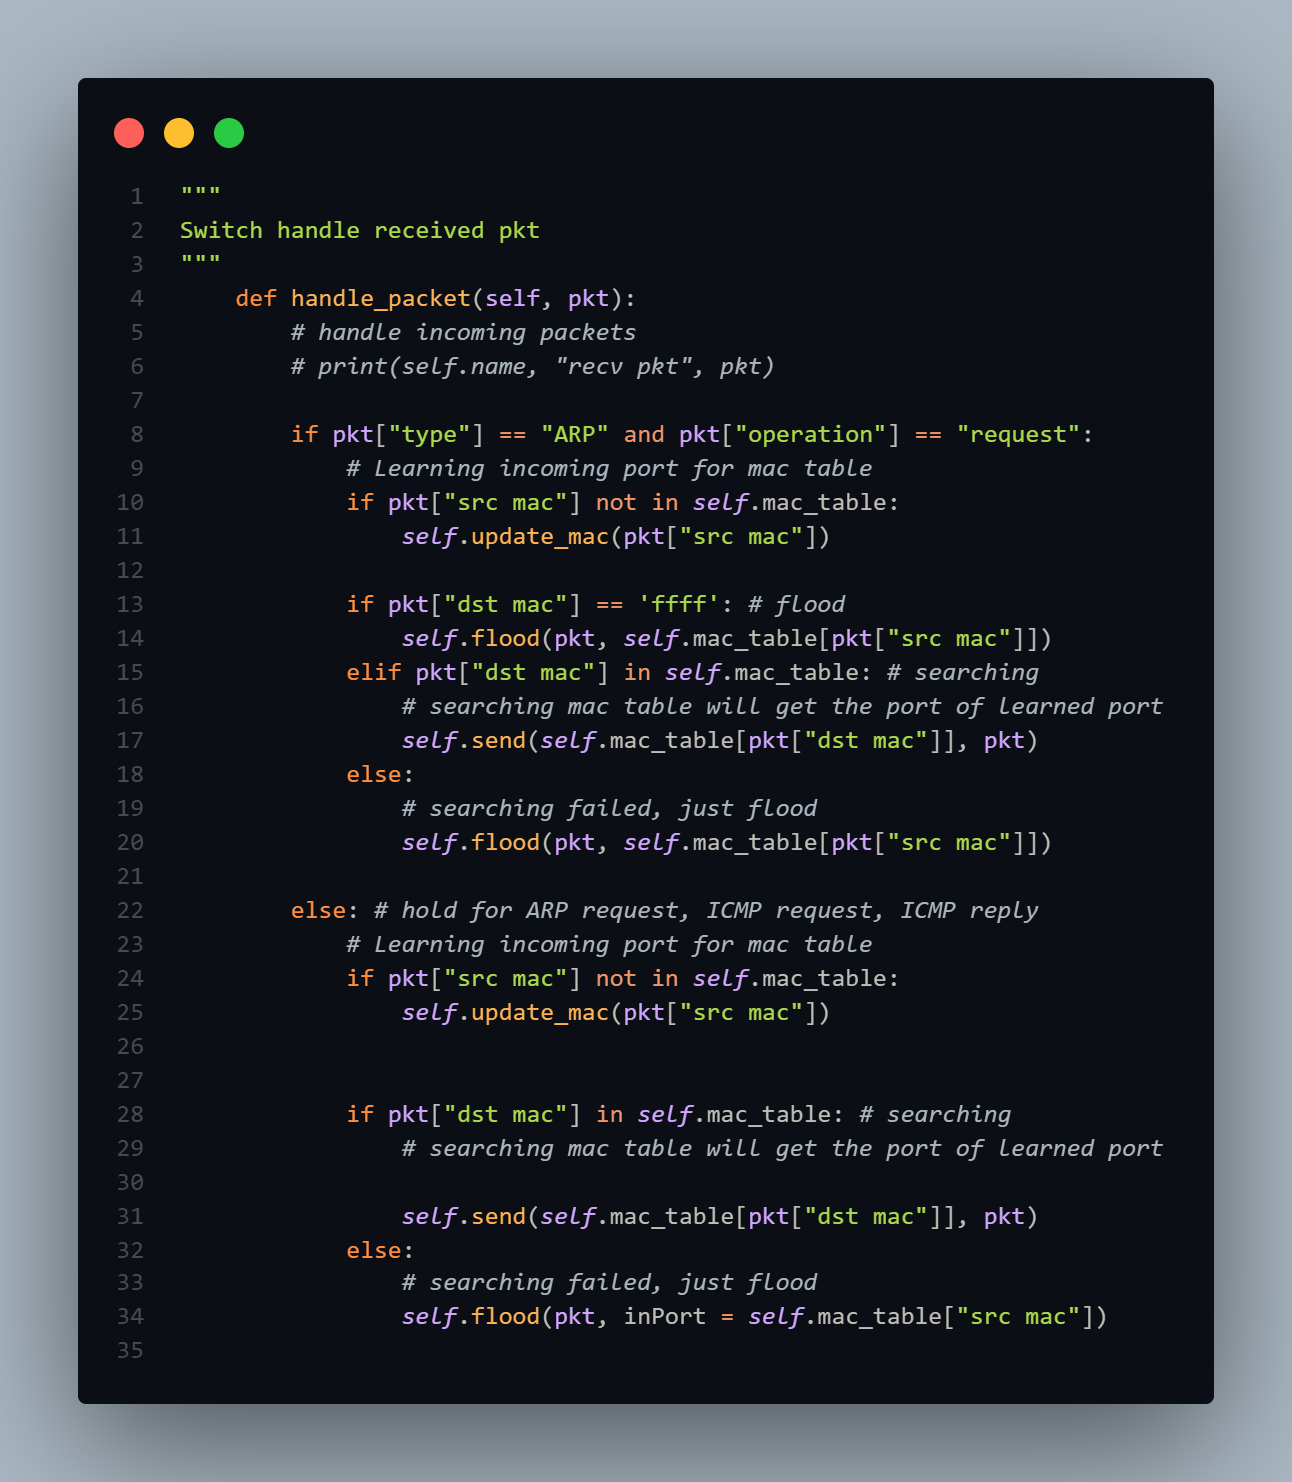 1 """
2 Switch handle received pkt
3 """
4     def handle_packet(self, pkt):
5         # handle incoming packets
6         # print(self.name, "recv pkt", pkt)
7
8         if pkt["type"] == "ARP" and pkt["operation"] == "request":
9             # Learning incoming port for mac table
10             if pkt["src mac"] not in self.mac_table:
11                 self.update_mac(pkt["src mac"])
12
13             if pkt["dst mac"] == 'ffff': # flood
14                 self.flood(pkt, self.mac_table[pkt["src mac"]])
15             elif pkt["dst mac"] in self.mac_table: # searching
16                 # searching mac table will get the port of learned port
17                 self.send(self.mac_table[pkt["dst mac"]], pkt)
18             else:
19                 # searching failed, just flood
20                 self.flood(pkt, self.mac_table[pkt["src mac"]])
21
22         else: # hold for ARP request, ICMP request, ICMP reply
23             # Learning incoming port for mac table
24             if pkt["src mac"] not in self.mac_table:
25                 self.update_mac(pkt["src mac"])
26
27
28             if pkt["dst mac"] in self.mac_table: # searching
29                 # searching mac table will get the port of learned port
30
31                 self.send(self.mac_table[pkt["dst mac"]], pkt)
32             else:
33                 # searching failed, just flood
34                 self.flood(pkt, inPort = self.mac_table["src mac"])
35